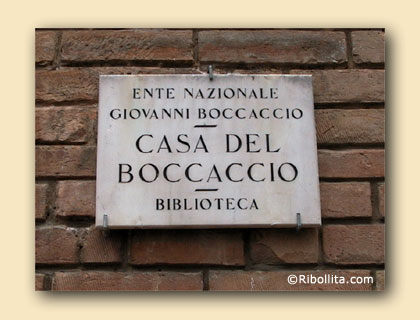 ENTE NAZIONALE
GIOVANNI BOCCACCIO
CASA DEL
BOCCACCIO
BIBLIOTECA
©Ribollita.com